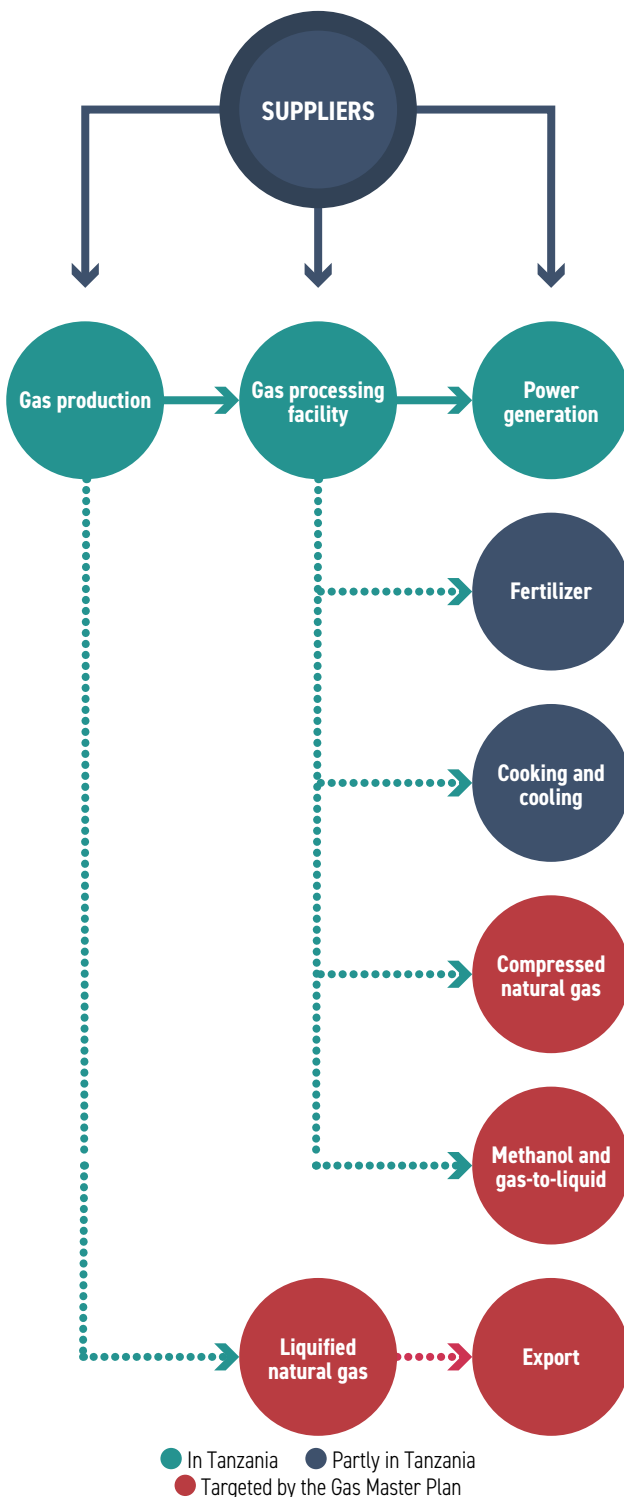 SUPPLIERS
Gas production
Gas processing
facility
Power
generation
Fertilizer
Cooking and
cooling
Compressed
natural gas
Methanol and
gas-to-liquid
Liquified
natural gas
Export
In Tanzania
Partly in Tanzania
Targeted by the Gas Master Plan